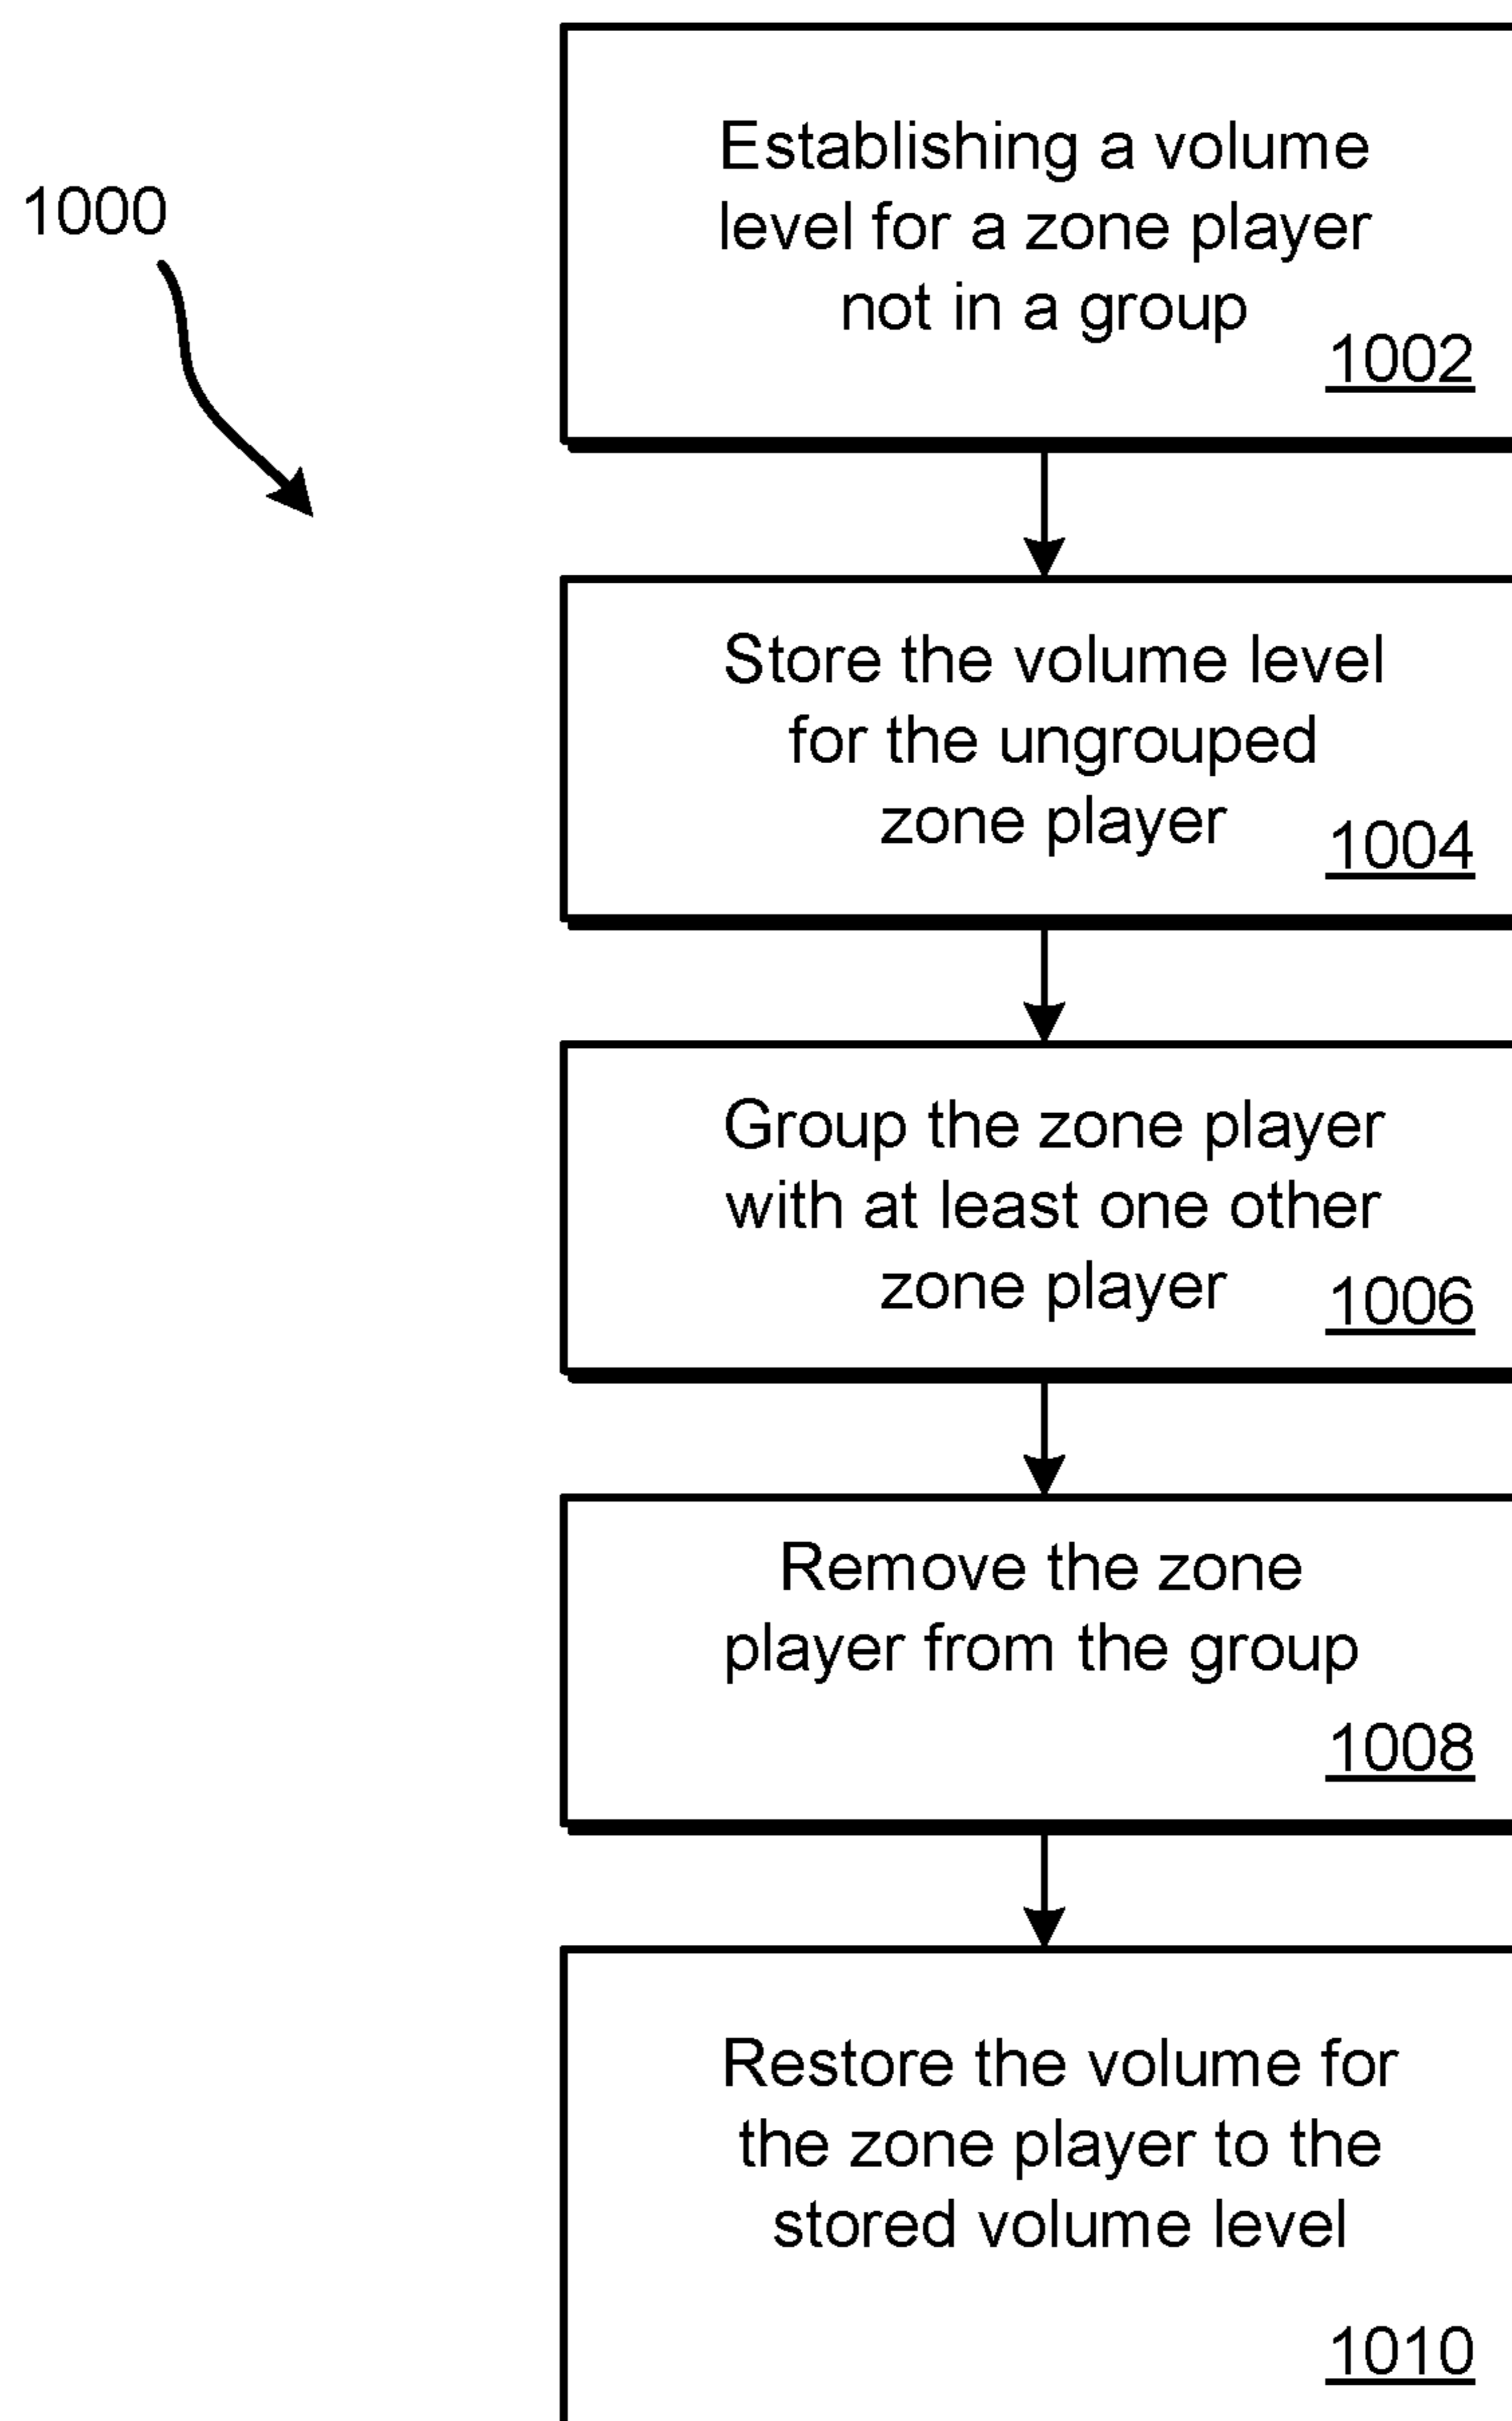 1000
Establishing a volume
level for a zone player
not in a group
1002
Store the volume level
for the ungrouped
zone player
1004
Group the zone player
with at least one other
zone player
1006
Remove the zone
player from the group
1008
Restore the volume for
the zone player to the
stored volume level
1010